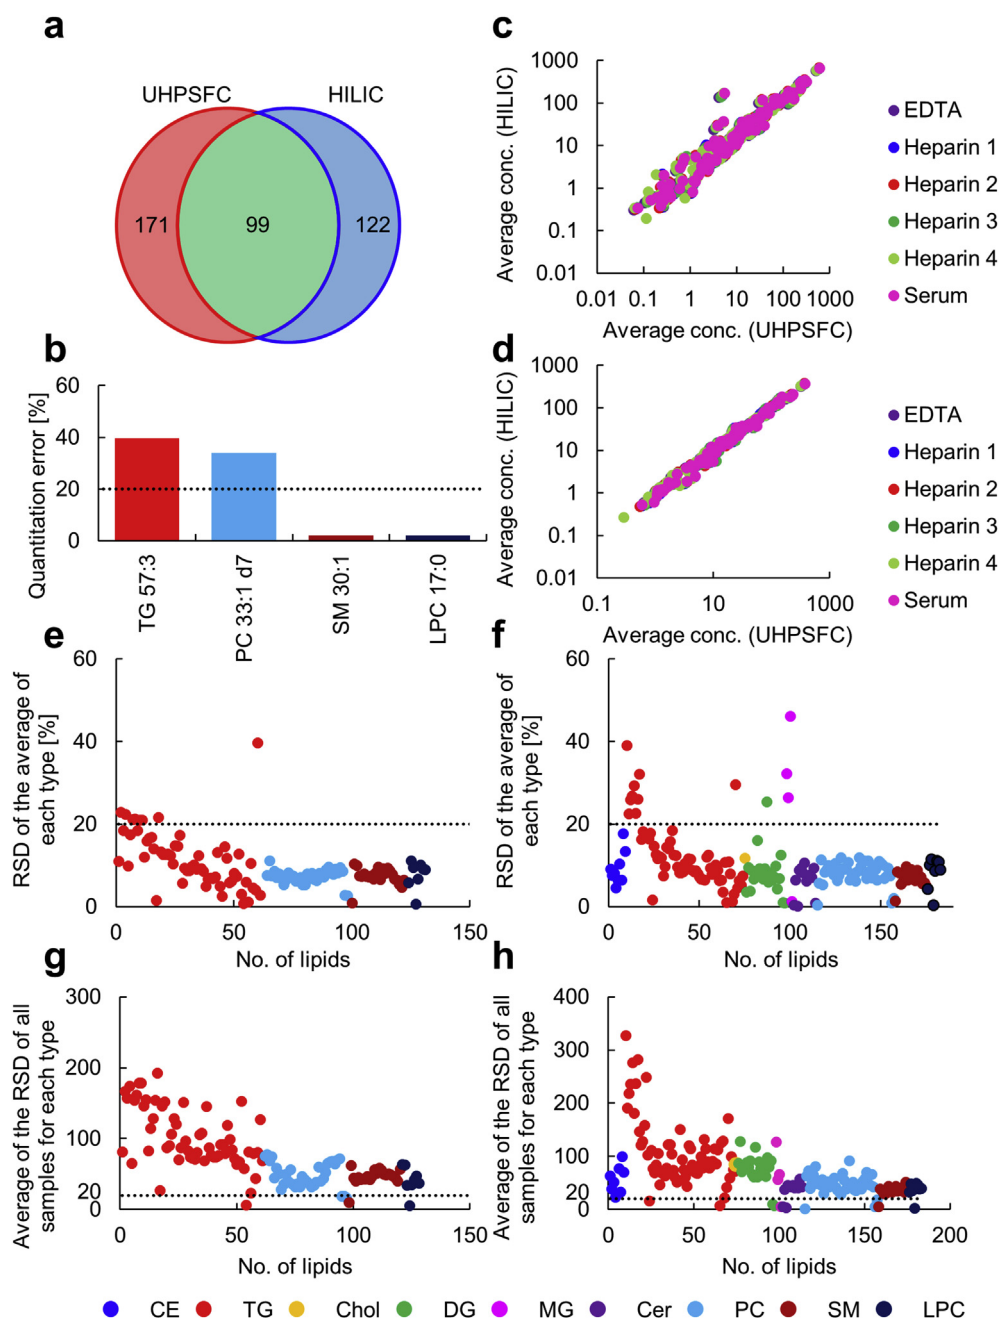 a
UHPSFC
HILIC
171
99
122
b
Quantitation error [%]
60
40
20
0
TG 57:3
PC 33:1 d7
SM 30:1
LPC 17:0
c
Average conc. (HILIC)
1000
100
10
1
0.1
0.01
0.01 0.1 1 10 100 1000
Average conc. (UHPSFC)
EDTA
Heparin 1
Heparin 2
Heparin 3
Heparin 4
Serum
d
Average conc. (HILIC)
1000
100
10
1
0.1
0.01
0.1 10 1000
Average conc. (UHPSFC)
EDTA
Heparin 1
Heparin 2
Heparin 3
Heparin 4
Serum
e
RSD of the average of
each type [%]
60
40
20
0
0 50 100 150
No. of lipids
f
RSD of the average of
each type [%]
60
40
20
0
0 50 100 150
No. of lipids
g
Average of the RSD of all
samples for each type
300
200
100
20
0
0 50 100 150
No. of lipids
h
Average of the RSD of all
samples for each type
400
300
200
100
20
0
0 50 100 150 200
No. of lipids
CE TG Chol DG MG Cer PC SM LPC